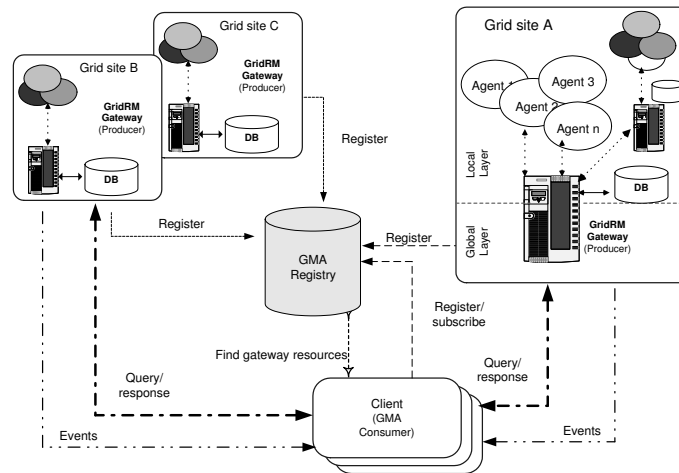 Grid site C
GridRM
Gateway
(Producer)
DB
Grid site B
GridRM
Gateway
(Producer)
DB
Grid site A
Agent 1
Agent 3
Agent 2
Agent n
Local
Layer
DB
Global
Layer
GridRM
Gateway
(Producer)
Register
Register
Register
GMA
Registry
Register/
subscribe
Find gateway resources
Query/
response
Query/
response
Client
(GMA
Consumer)
Events
Events